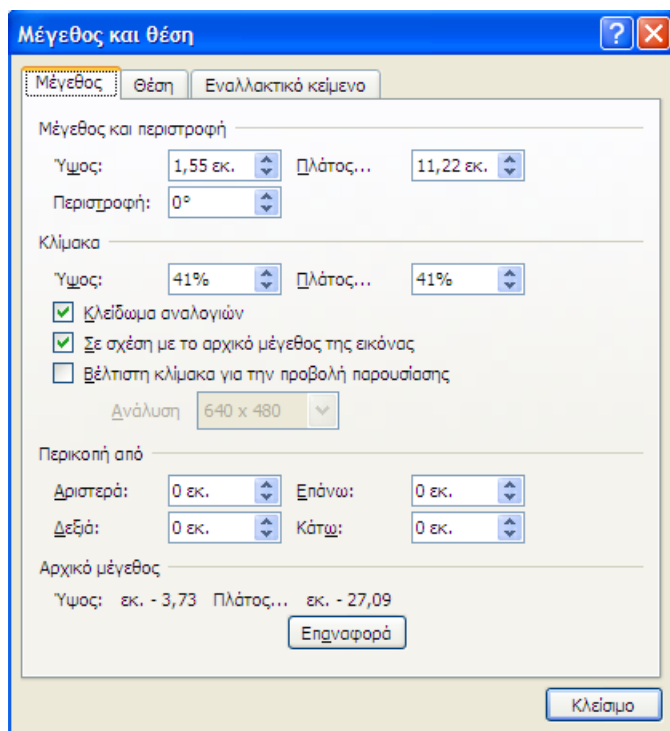 Μέγεθος και θέση
Μέγεθος Θέση Εναλλακτικό κείμενο
Μέγεθος και περιστροφή
Ύψος: 1,55 εκ. Πλάτος... 11,22 εκ.
Περιστροφή: 0°
Κλίμακα
Ύψος: 41% Πλάτος... 41%
Κλείδωμα αναλογιών
Σε σχέση με το αρχικό μέγεθος της εικόνας
Βέλτιστη κλίμακα για την προβολή παρουσίασης
Ανάλυση 640 x 480
Περικοπή από
Αριστερά: 0 εκ. Επάνω: 0 εκ.
Δεξιά: 0 εκ. Κάτω: 0 εκ.
Αρχικό μέγεθος
Ύψος: εκ. - 3,73 Πλάτος... εκ. - 27,09
Επαναφορά
Κλείσιμο